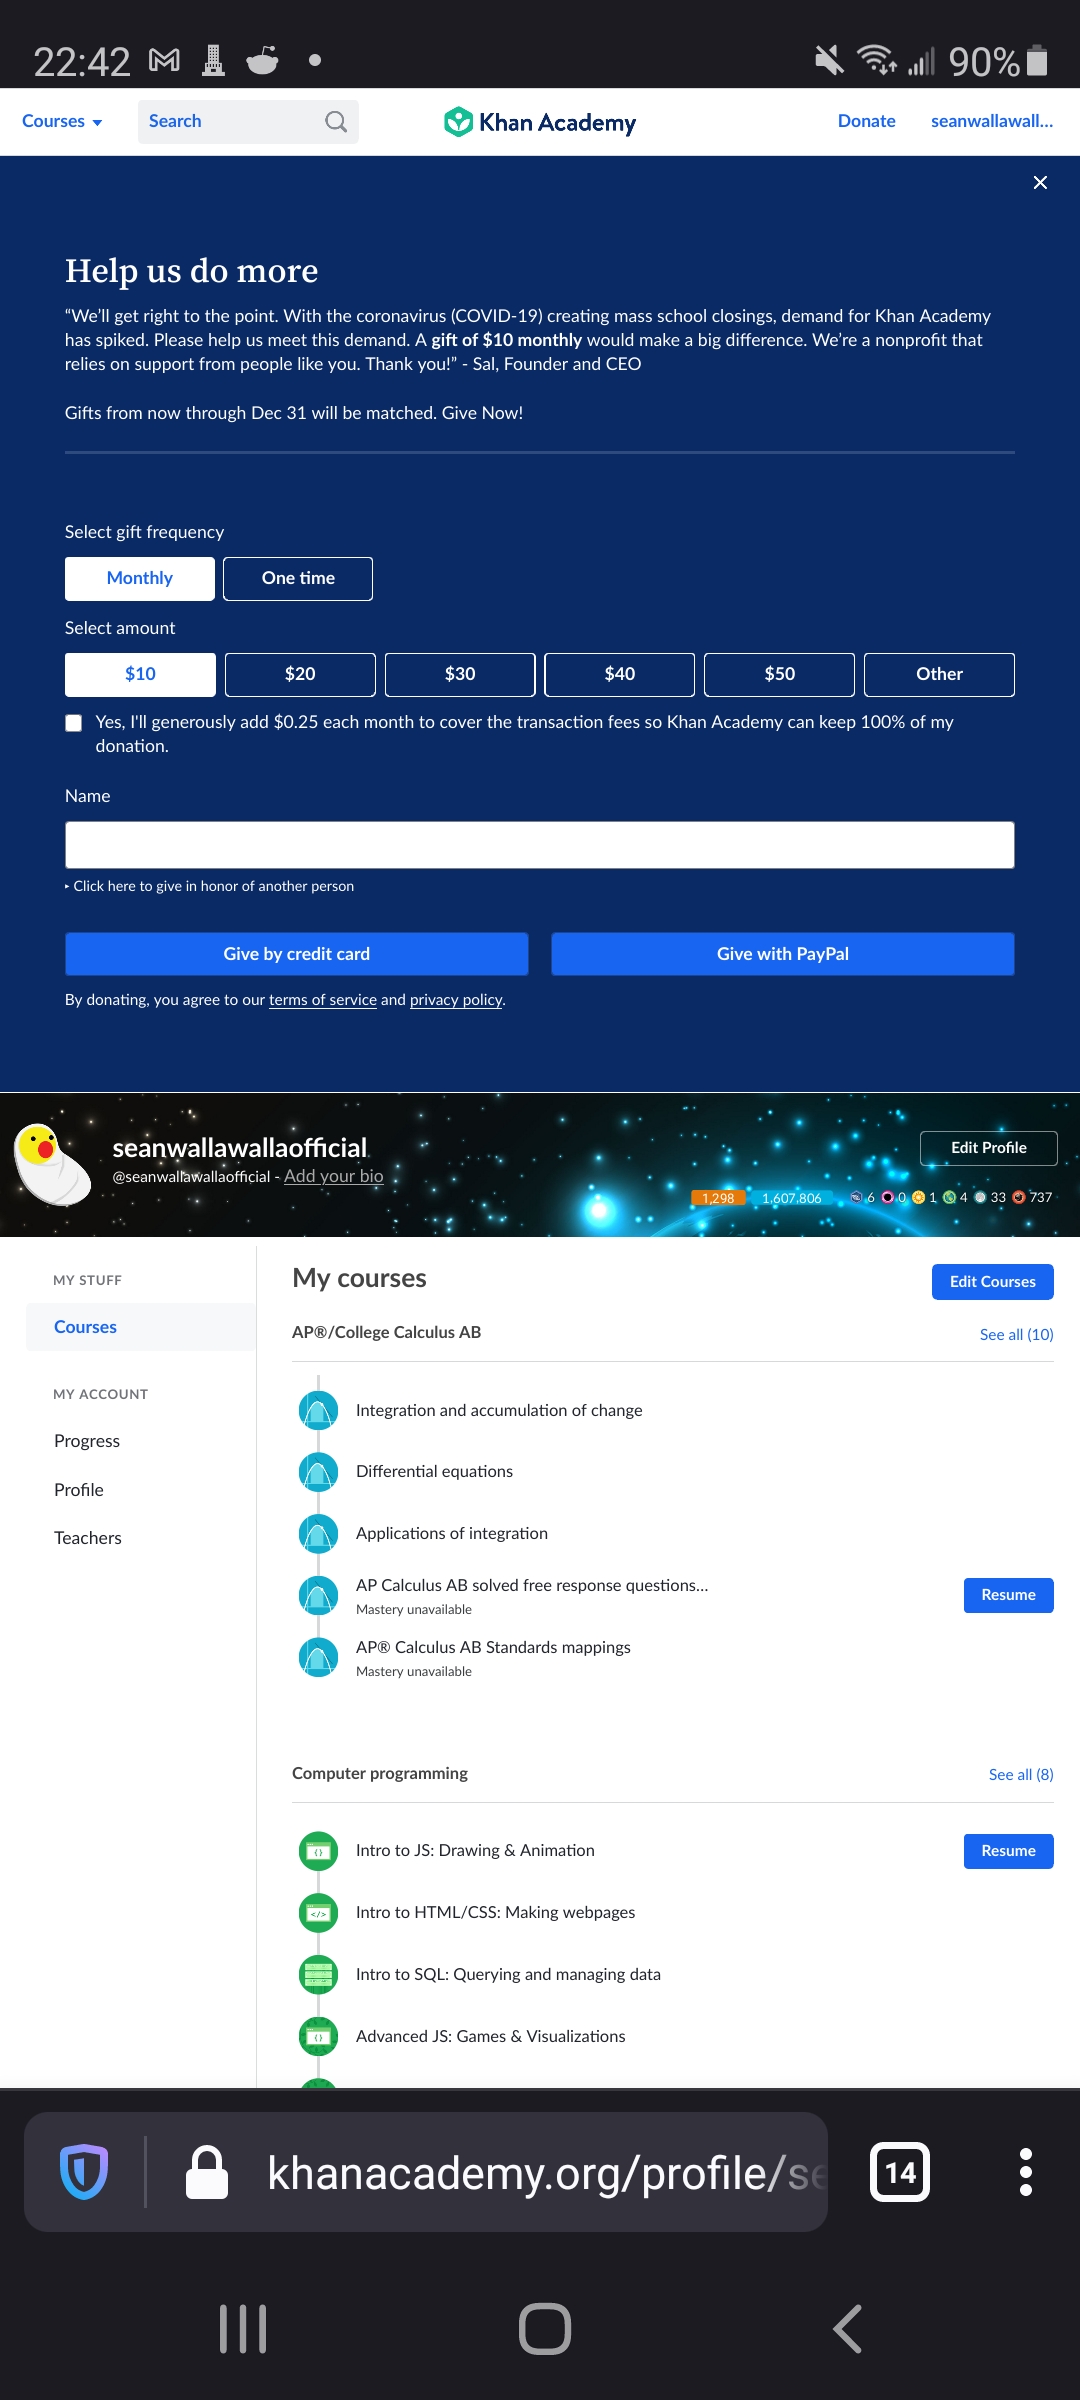 22:42
90%
Courses
Search
Khan Academy
Donate
seanwallawall...
Help us do more
“We’ll get right to the point. With the coronavirus (COVID-19) creating mass school closings, demand for Khan Academy
has spiked. Please help us meet this demand. A gift of $10 monthly would make a big difference. We’re a nonprofit that
relies on support from people like you. Thank you!” - Sal, Founder and CEO
Gifts from now through Dec 31 will be matched. Give Now!
Select gift frequency
Monthly
One time
Select amount
$10
$20
$30
$40
$50
Other
Yes, I'll generously add $0.25 each month to cover the transaction fees so Khan Academy can keep 100% of my
donation.
Name
Click here to give in honor of another person
Give by credit card
Give with PayPal
By donating, you agree to our terms of service and privacy policy.
seanwallawallaofficial
Edit Profile
@seanwallawallaofficial - Add your bio
1,298
1,607,806
6
0
1
4
33
737
MY STUFF
Courses
MY ACCOUNT
Progress
Profile
Teachers
My courses
Edit Courses
AP®/College Calculus AB
See all (10)
Integration and accumulation of change
Differential equations
Applications of integration
AP Calculus AB solved free response questions...
Mastery unavailable
Resume
AP® Calculus AB Standards mappings
Mastery unavailable
Computer programming
See all (8)
Intro to JS: Drawing & Animation
Resume
Intro to HTML/CSS: Making webpages
Intro to SQL: Querying and managing data
Advanced JS: Games & Visualizations
khanacademy.org/profile/se
14